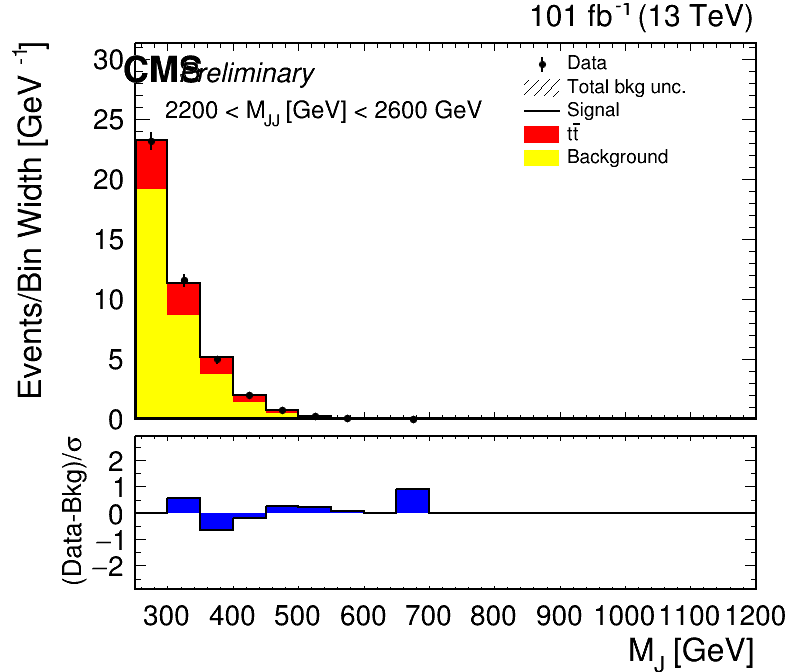 101 fb⁻¹ (13 TeV)
CMS Preliminary
2200 < M_JJ [GeV] < 2600 GeV
Data
Total bkg unc.
Signal
tt̄
Background
Events/Bin Width [GeV⁻¹]
30
25
20
15
10
5
0
(Data-Bkg)/σ
2
1
0
−1
−2
300 400 500 600 700 800 900 1000 1100 1200
M_J [GeV]